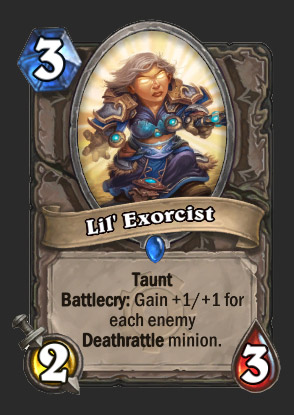 3
Lil' Exorcist
Taunt
Battlecry: Gain +1/+1 for
each enemy
Deathrattle minion.
2
3